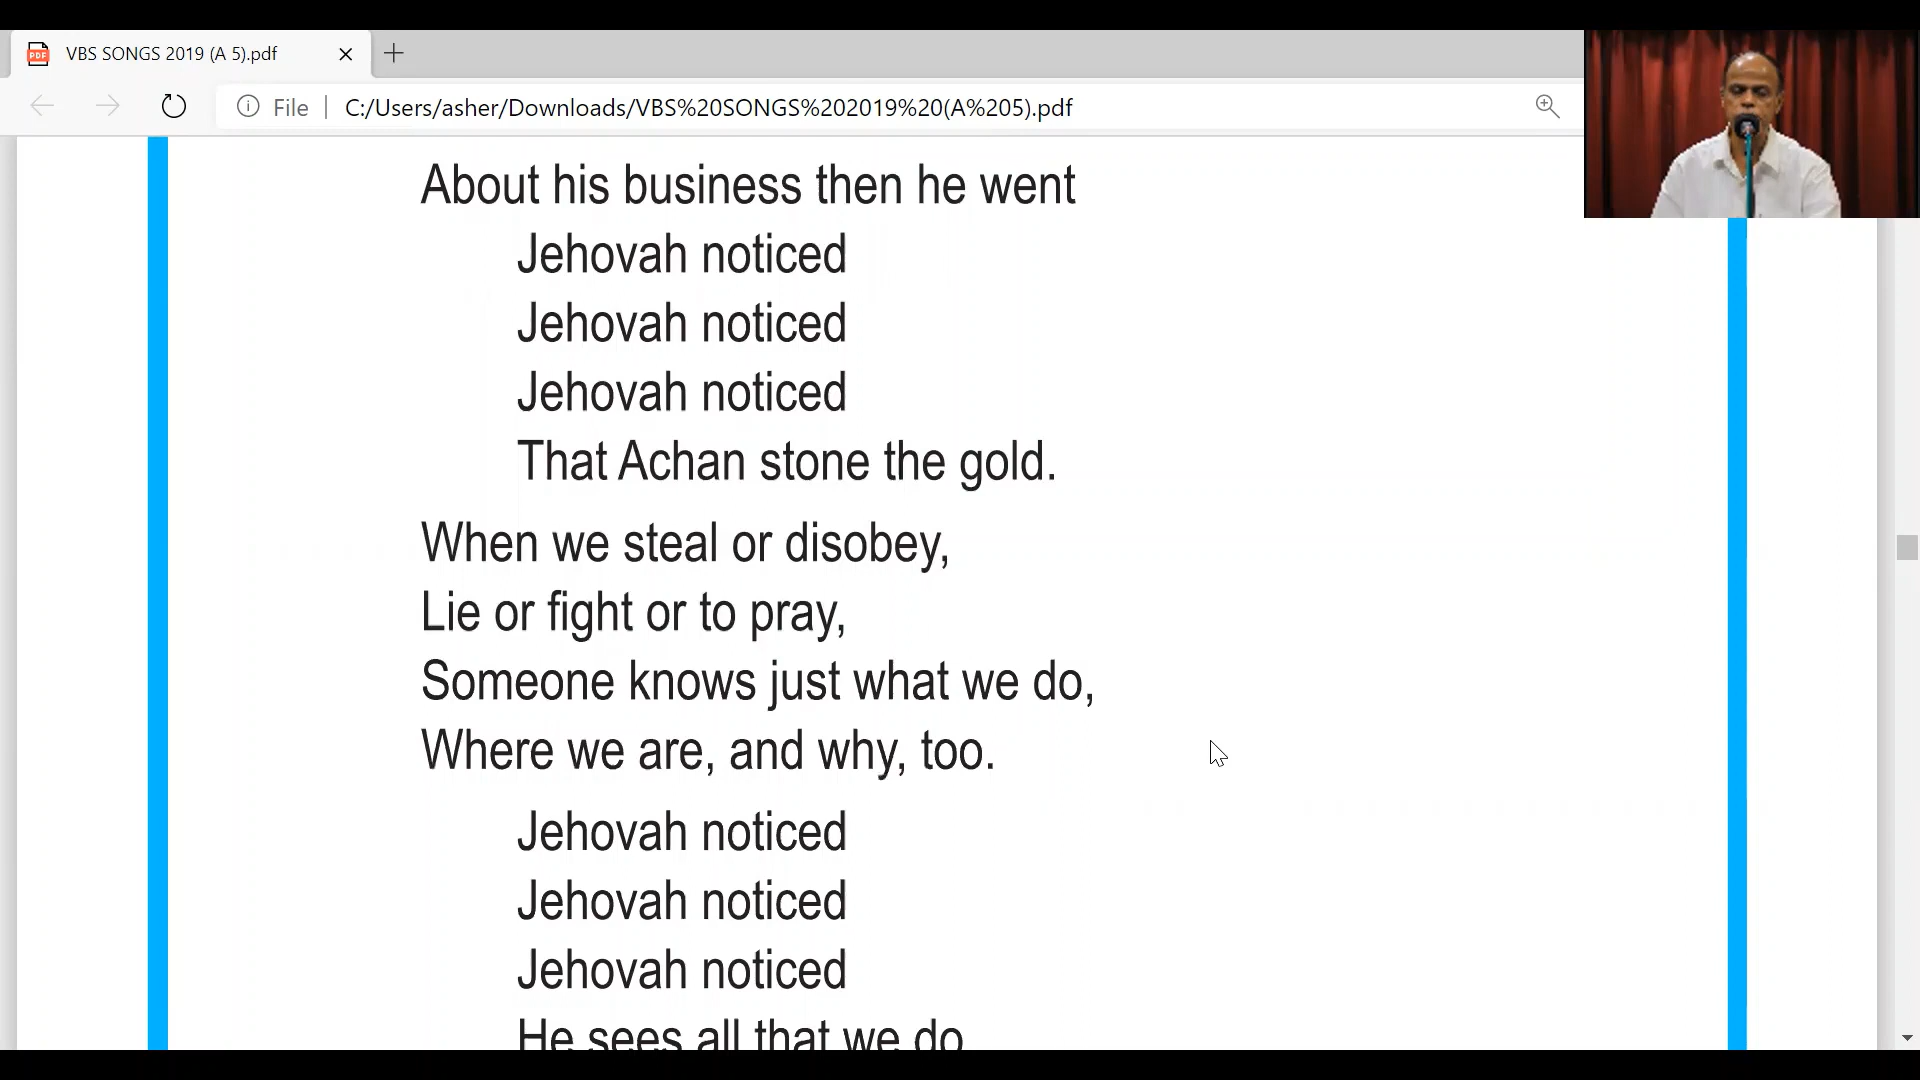 VBS SONGS 2019 (A 5).pdf
File | C:/Users/asher/Downloads/VBS%20SONGS%202019%20(A%205).pdf
About his business then he went
Jehovah noticed
Jehovah noticed
Jehovah noticed
That Achan stone the gold.
When we steal or disobey,
Lie or fight or to pray,
Someone knows just what we do,
Where we are, and why, too.
Jehovah noticed
Jehovah noticed
Jehovah noticed
He sees all that we do